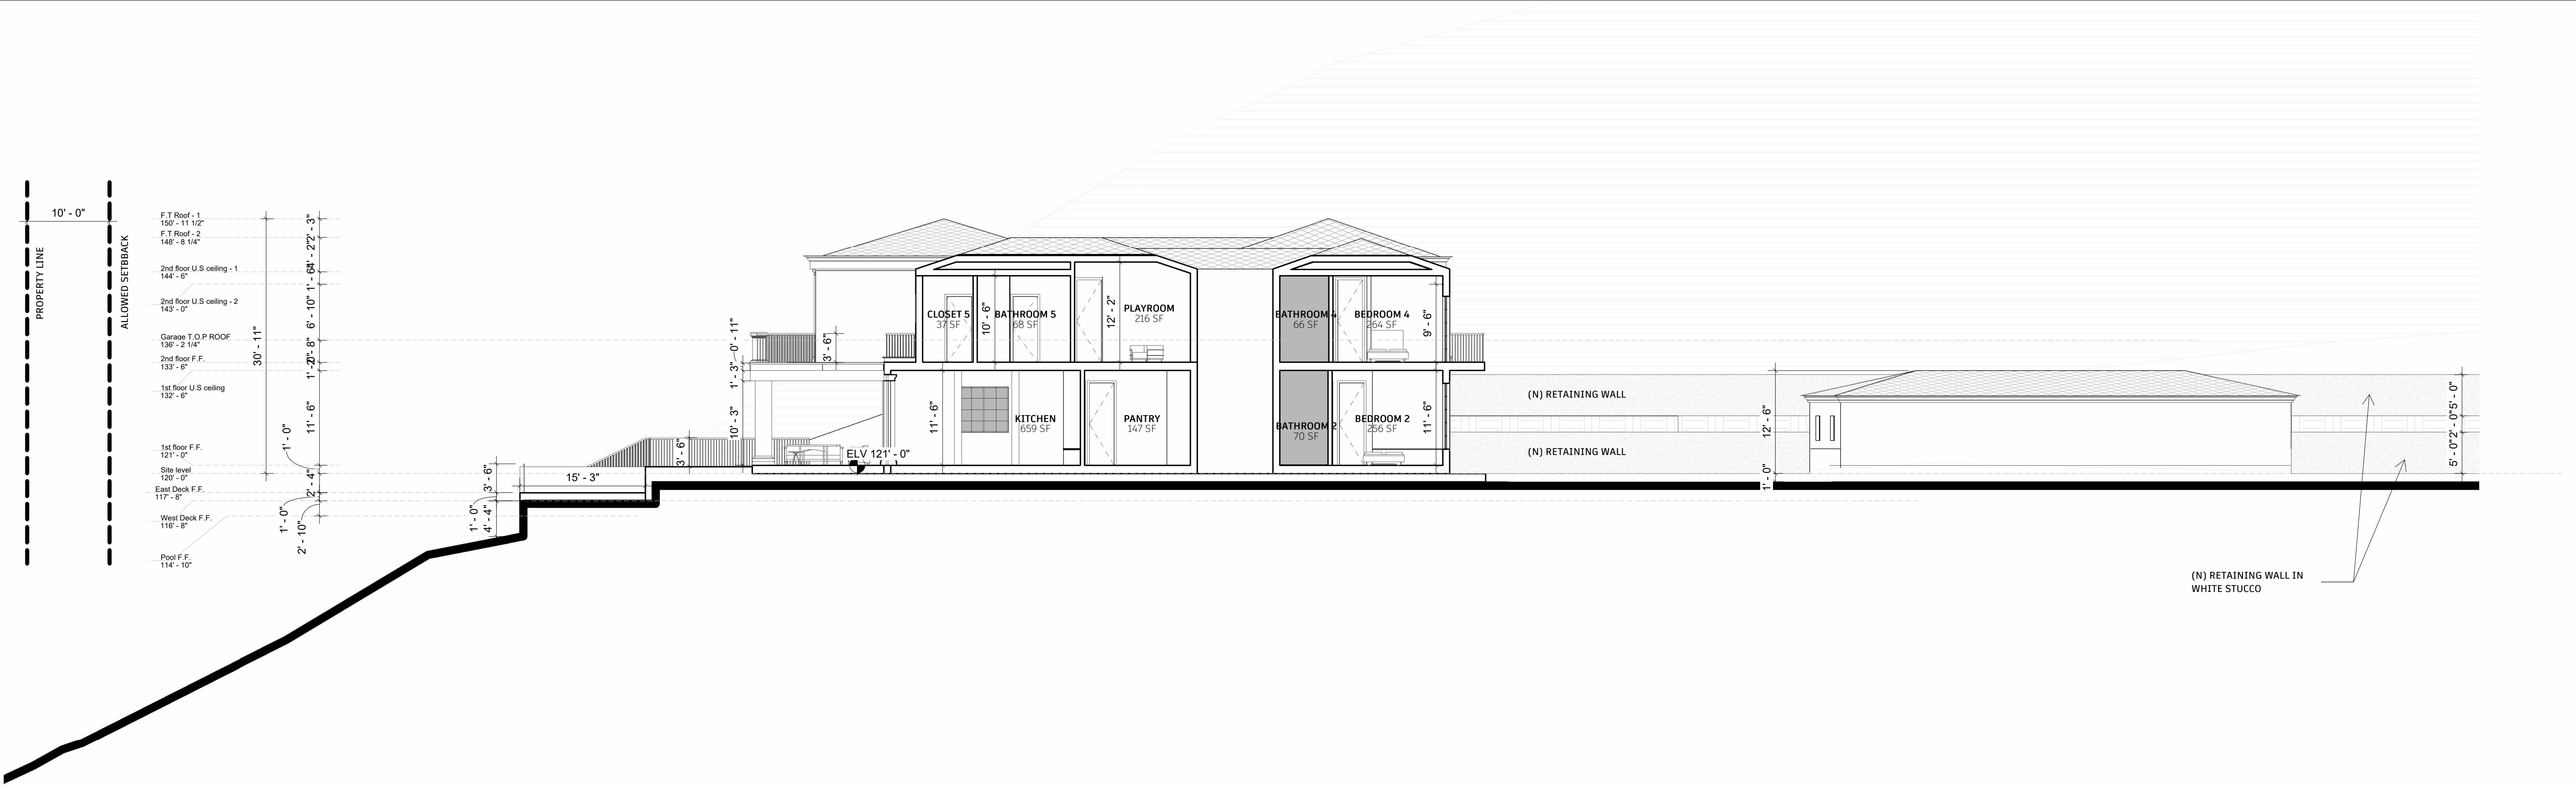 10' - 0"
PROPERTY LINE
ALLOWED SETBBACK
F.T Roof - 1
150' - 11 1/2"
F.T Roof - 2
148' - 8 1/4"
2nd floor U.S ceiling - 1
144' - 6"
2nd floor U.S ceiling - 2
143' - 0"
Garage T.O.P ROOF
136' - 2 1/4"
2nd floor F.F.
133' - 6"
1st floor U.S ceiling
132' - 6"
1st floor F.F.
121' - 0"
Site level
120' - 0"
East Deck F.F.
117' - 8"
West Deck F.F.
116' - 8"
Pool F.F.
114' - 10"
30' - 11"
6' - 10"
11' - 6"
1' - 0"
2' - 4"
1' - 0"
2' - 10"
3' - 6"
1' - 0"
4' - 4"
15' - 3"
3' - 6"
0' - 11"
1' - 3"
10' - 3"
3' - 6"
ELV 121' - 0"
CLOSET 5
37 SF
10' - 6"
BATHROOM 5
68 SF
12' - 2"
PLAYROOM
216 SF
BATHROOM 4
66 SF
BEDROOM 4
264 SF
9' - 6"
11' - 6"
KITCHEN
659 SF
PANTRY
147 SF
BATHROOM 2
70 SF
BEDROOM 2
256 SF
11' - 6"
(N) RETAINING WALL
(N) RETAINING WALL
12' - 6"
1' - 0"
5' - 0"
2' - 0"
5' - 0"
(N) RETAINING WALL IN
WHITE STUCCO